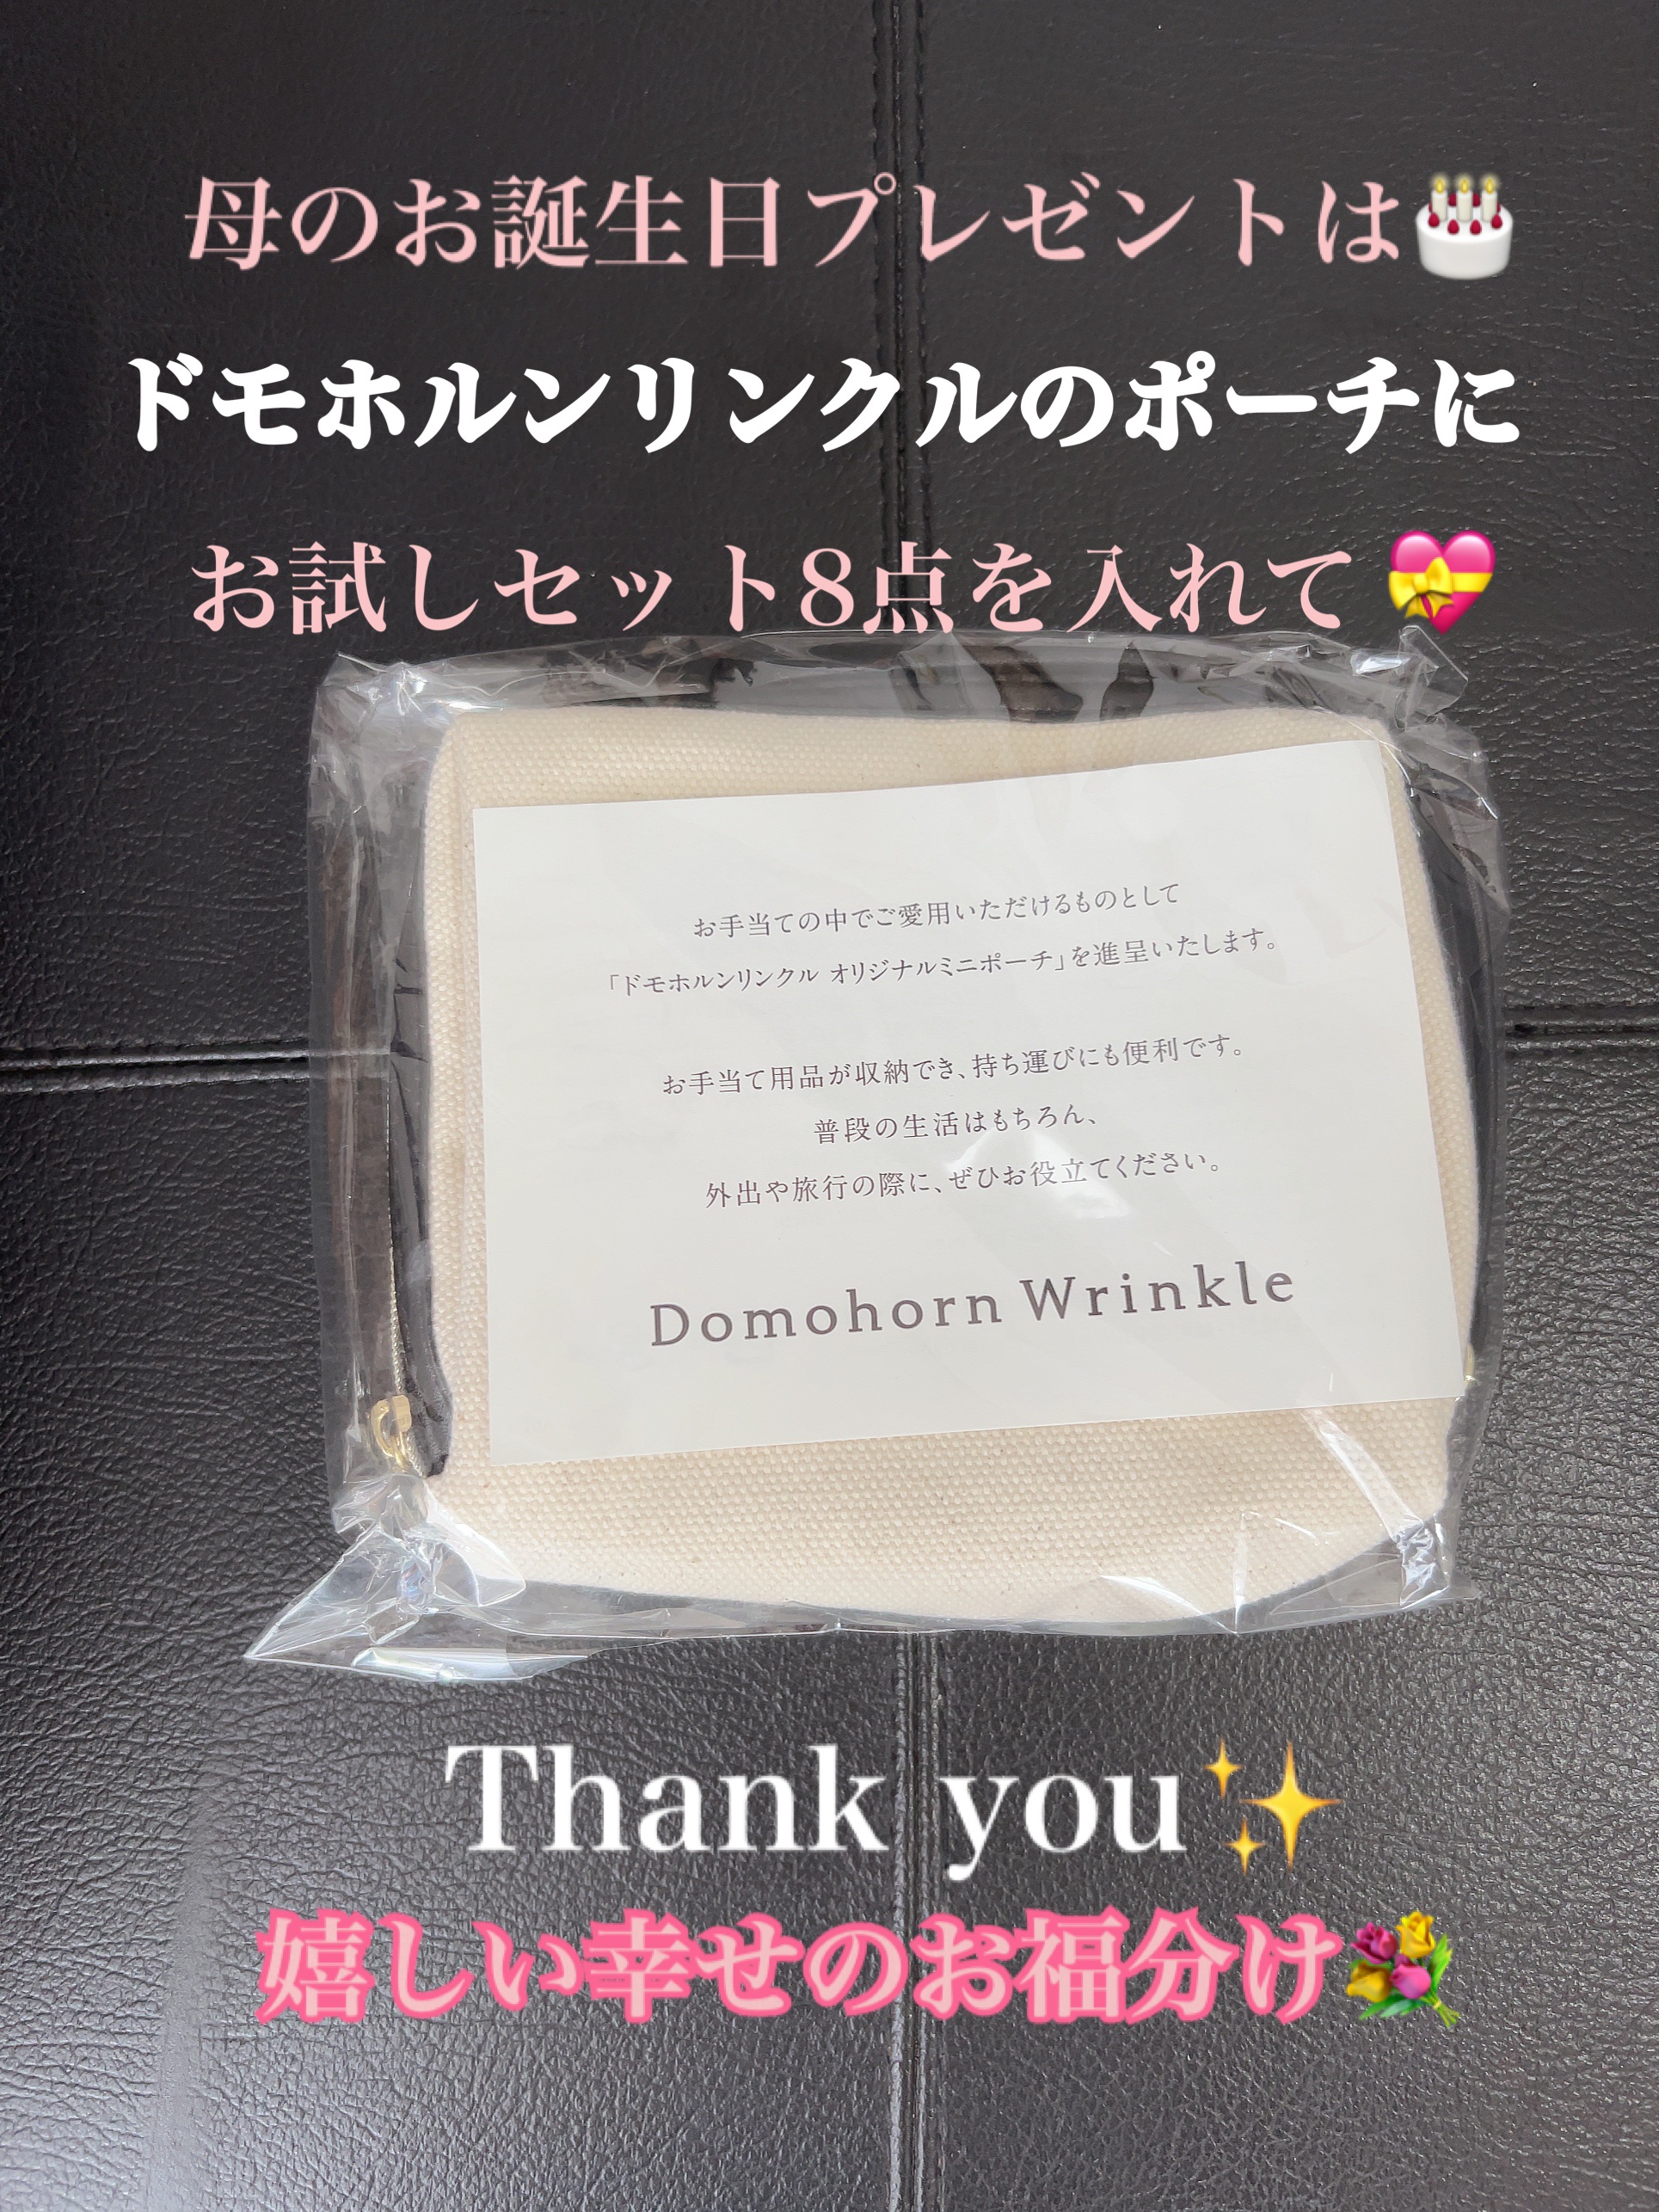 母のお誕生日プレゼントは🎂
ドモホルンリンクルのポーチに
お試しセット8点を入れて💝
お手当ての中でご愛用いただけるものとして
「ドモホルンリンクル オリジナルミニポーチ」を進呈いたします。
お手当て用品が収納でき、持ち運びにも便利です。
普段の生活はもちろん、
外出や旅行の際に、ぜひお役立てください。
Domohorn Wrinkle
Thank you✨
嬉しい幸せのお福分け💐